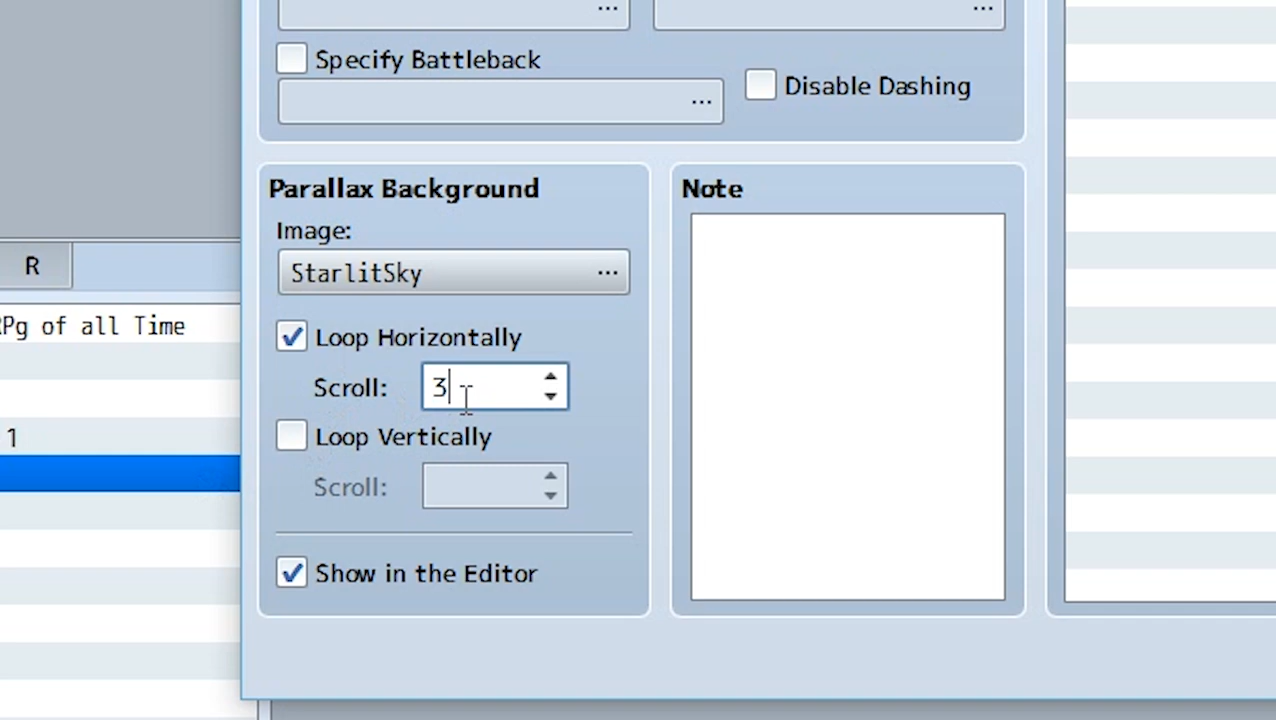 ...
...
Specify Battleback
...
Disable Dashing
Parallax Background
Note
Image:
R
StarlitSky ...
RPg of all Time
Loop Horizontally
Scroll: 3
1
Loop Vertically
Scroll:
Show in the Editor